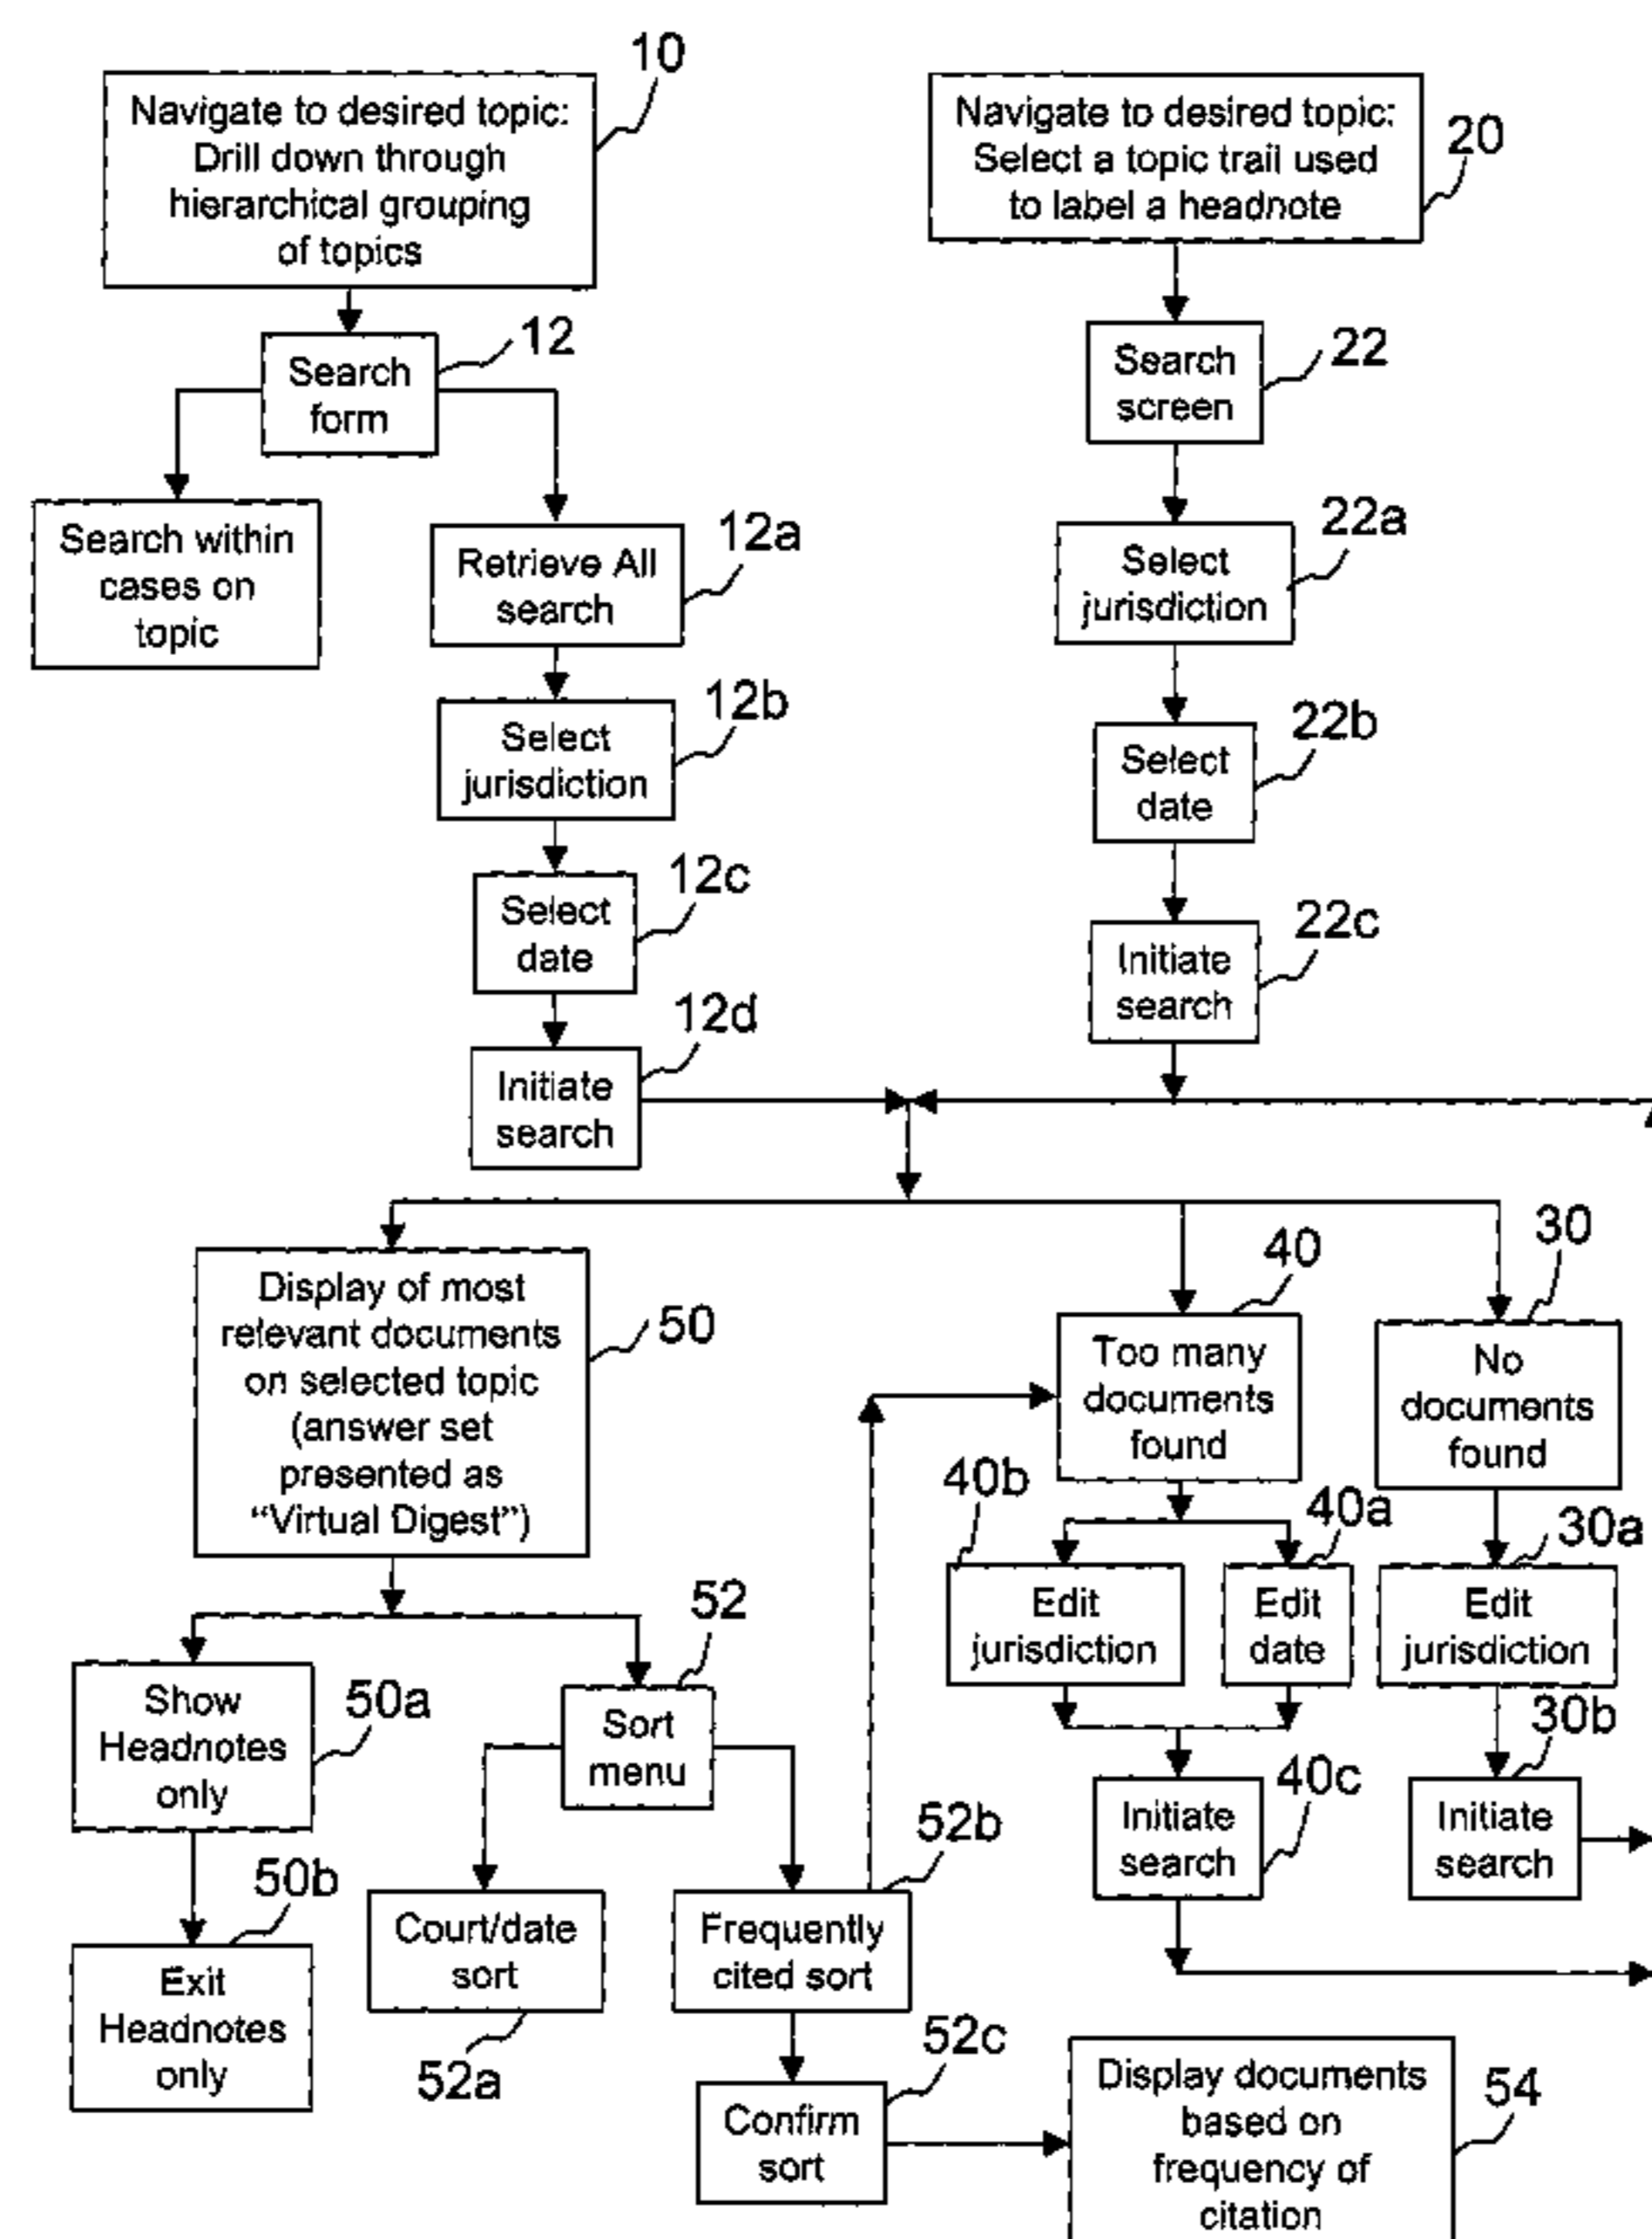 10
Navigate to desired topic:
Drill down through
hierarchical grouping
of topics
Navigate to desired topic:
Select a topic trail used
to label a headnote
20
12
Search
form
Search
screen
22
Search within
cases on
topic
Retrieve All
search
12a
Select
jurisdiction
22a
Select
jurisdiction
12b
Select
date
22b
Select
date
12c
Initiate
search
22c
Initiate
search
12d
Display of most
relevant documents
on selected topic
(answer set
presented as
“Virtual Digest”)
50
40
Too many
documents
found
30
No
documents
found
40b
Edit
jurisdiction
40a
Edit
date
30a
Edit
jurisdiction
Show
Headnotes
only
50a
52
Sort
menu
40c
Initiate
search
30b
Initiate
search
50b
Exit
Headnotes
only
Court/date
sort
52a
52b
Frequently
cited sort
52c
Confirm
sort
Display documents
based on
frequency of
citation
54